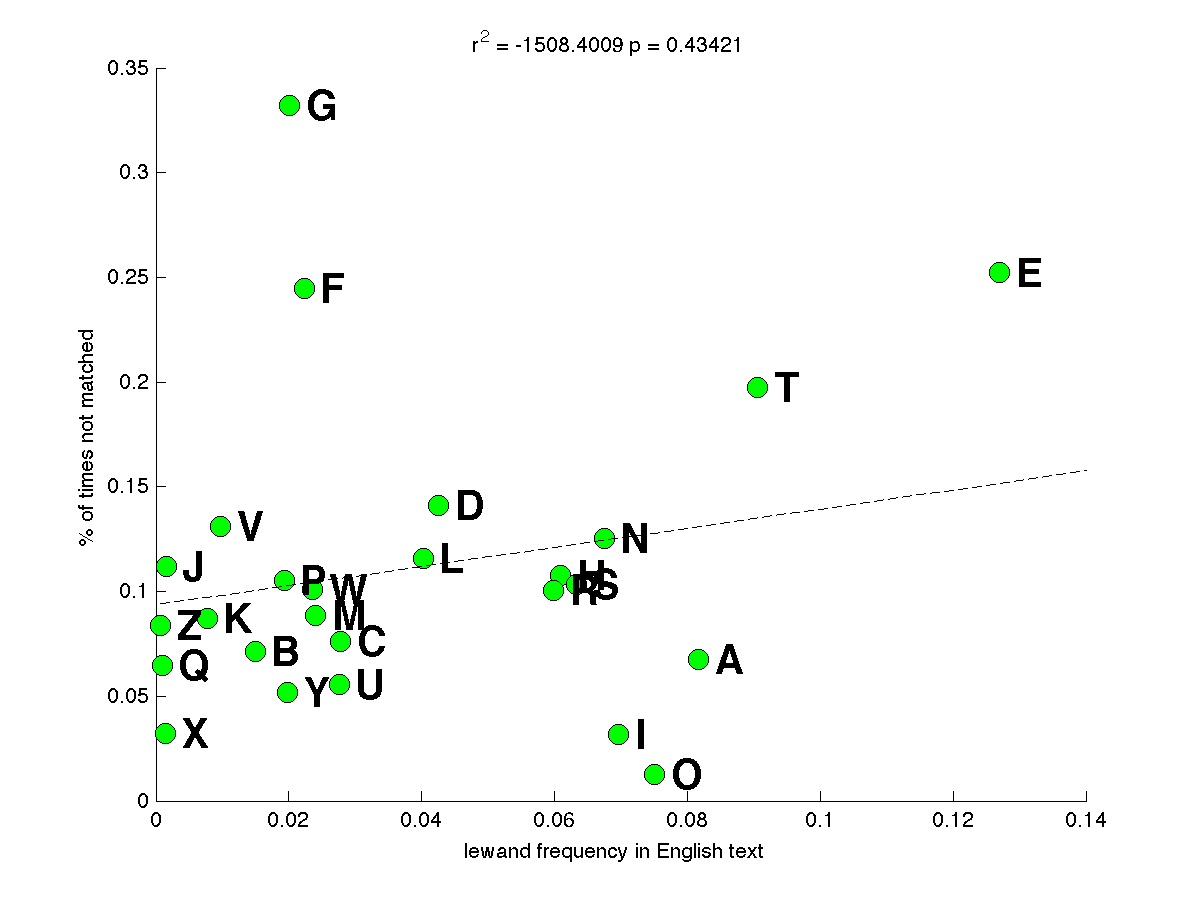 r2 = -1508.4009 p = 0.43421
0.35
G
0.3
F
0.25
E
T
0.2
% of times not matched
0.15
D
V
N
L
J
P
H
W
R
S
0.1
M
K
Z
C
B
Q
A
U
Y
0.05
X
I
O
0
0 0.02 0.04 0.06 0.08 0.1 0.12 0.14
lewand frequency in English text